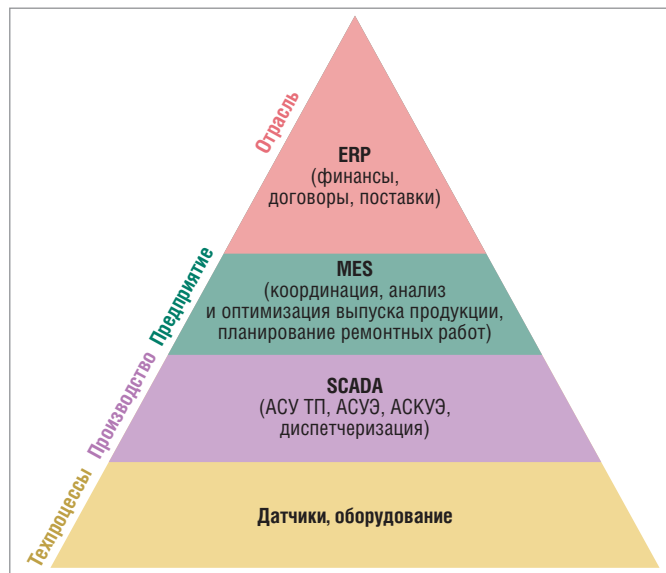 Отрасль
ERP
(финансы,
договоры, поставки)
Предприятие
MES
(координация, анализ
и оптимизация выпуска продукции,
планирование ремонтных работ)
Производство
SCADA
(АСУ ТП, АСУЭ, АСКУЭ,
диспетчеризация)
Техпроцессы
Датчики, оборудование